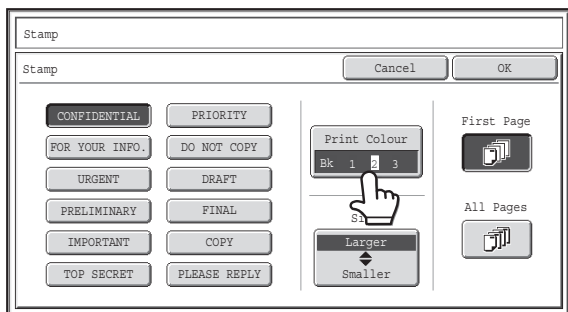 Stamp
Stamp
Cancel
OK
CONFIDENTIAL
PRIORITY
FOR YOUR INFO.
DO NOT COPY
URGENT
DRAFT
PRELIMINARY
FINAL
IMPORTANT
COPY
TOP SECRET
PLEASE REPLY
Print Colour
Bk 1 2 3
Larger
Smaller
First Page
All Pages